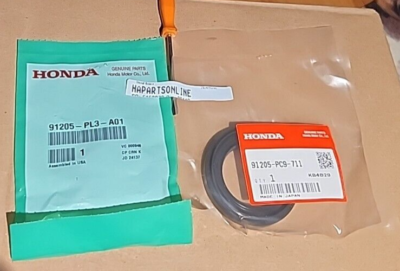 HONDA
GENUINE PARTS
Honda Motor Co., Ltd.
91205-PL3-A01
1
Assembled in USA
HAPARTSONLINE
HONDA
91205-PC9-711
1
MADE IN JAPAN